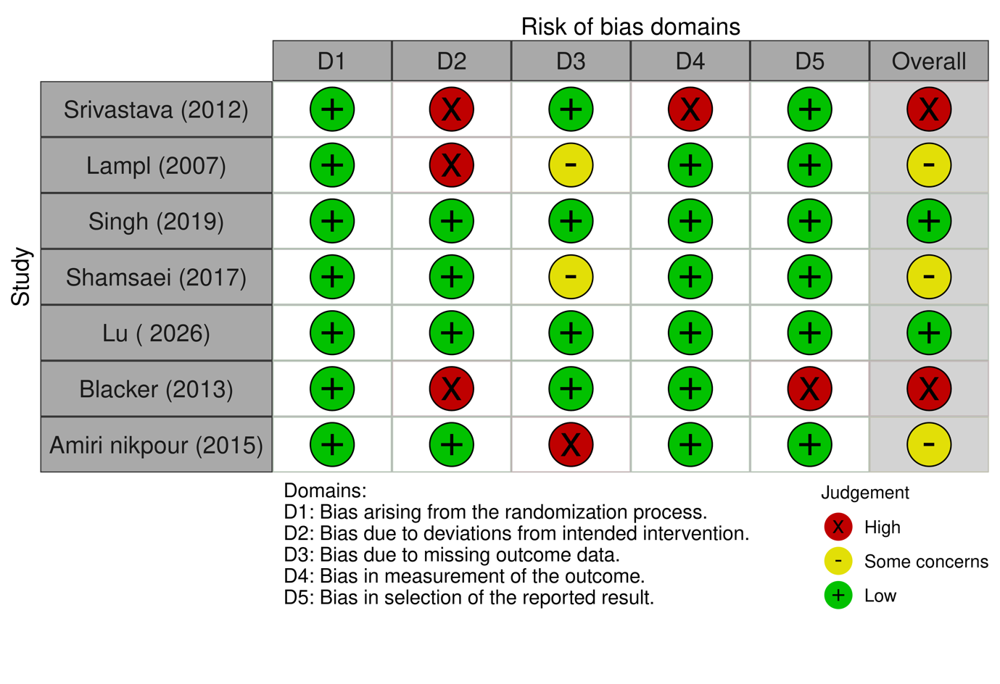 Risk of bias domains
D1 D2 D3 D4 D5 Overall
Study
Srivastava (2012) + X + X + X
Lampl (2007) + X - + + -
Singh (2019) + + + + + +
Shamsaei (2017) + + - + + -
Lu ( 2026) + + + + + +
Blacker (2013) + X + + X X
Amiri nikpour (2015) + + X + + -
Domains:
D1: Bias arising from the randomization process.
D2: Bias due to deviations from intended intervention.
D3: Bias due to missing outcome data.
D4: Bias in measurement of the outcome.
D5: Bias in selection of the reported result.
Judgement
X High
- Some concerns
+ Low